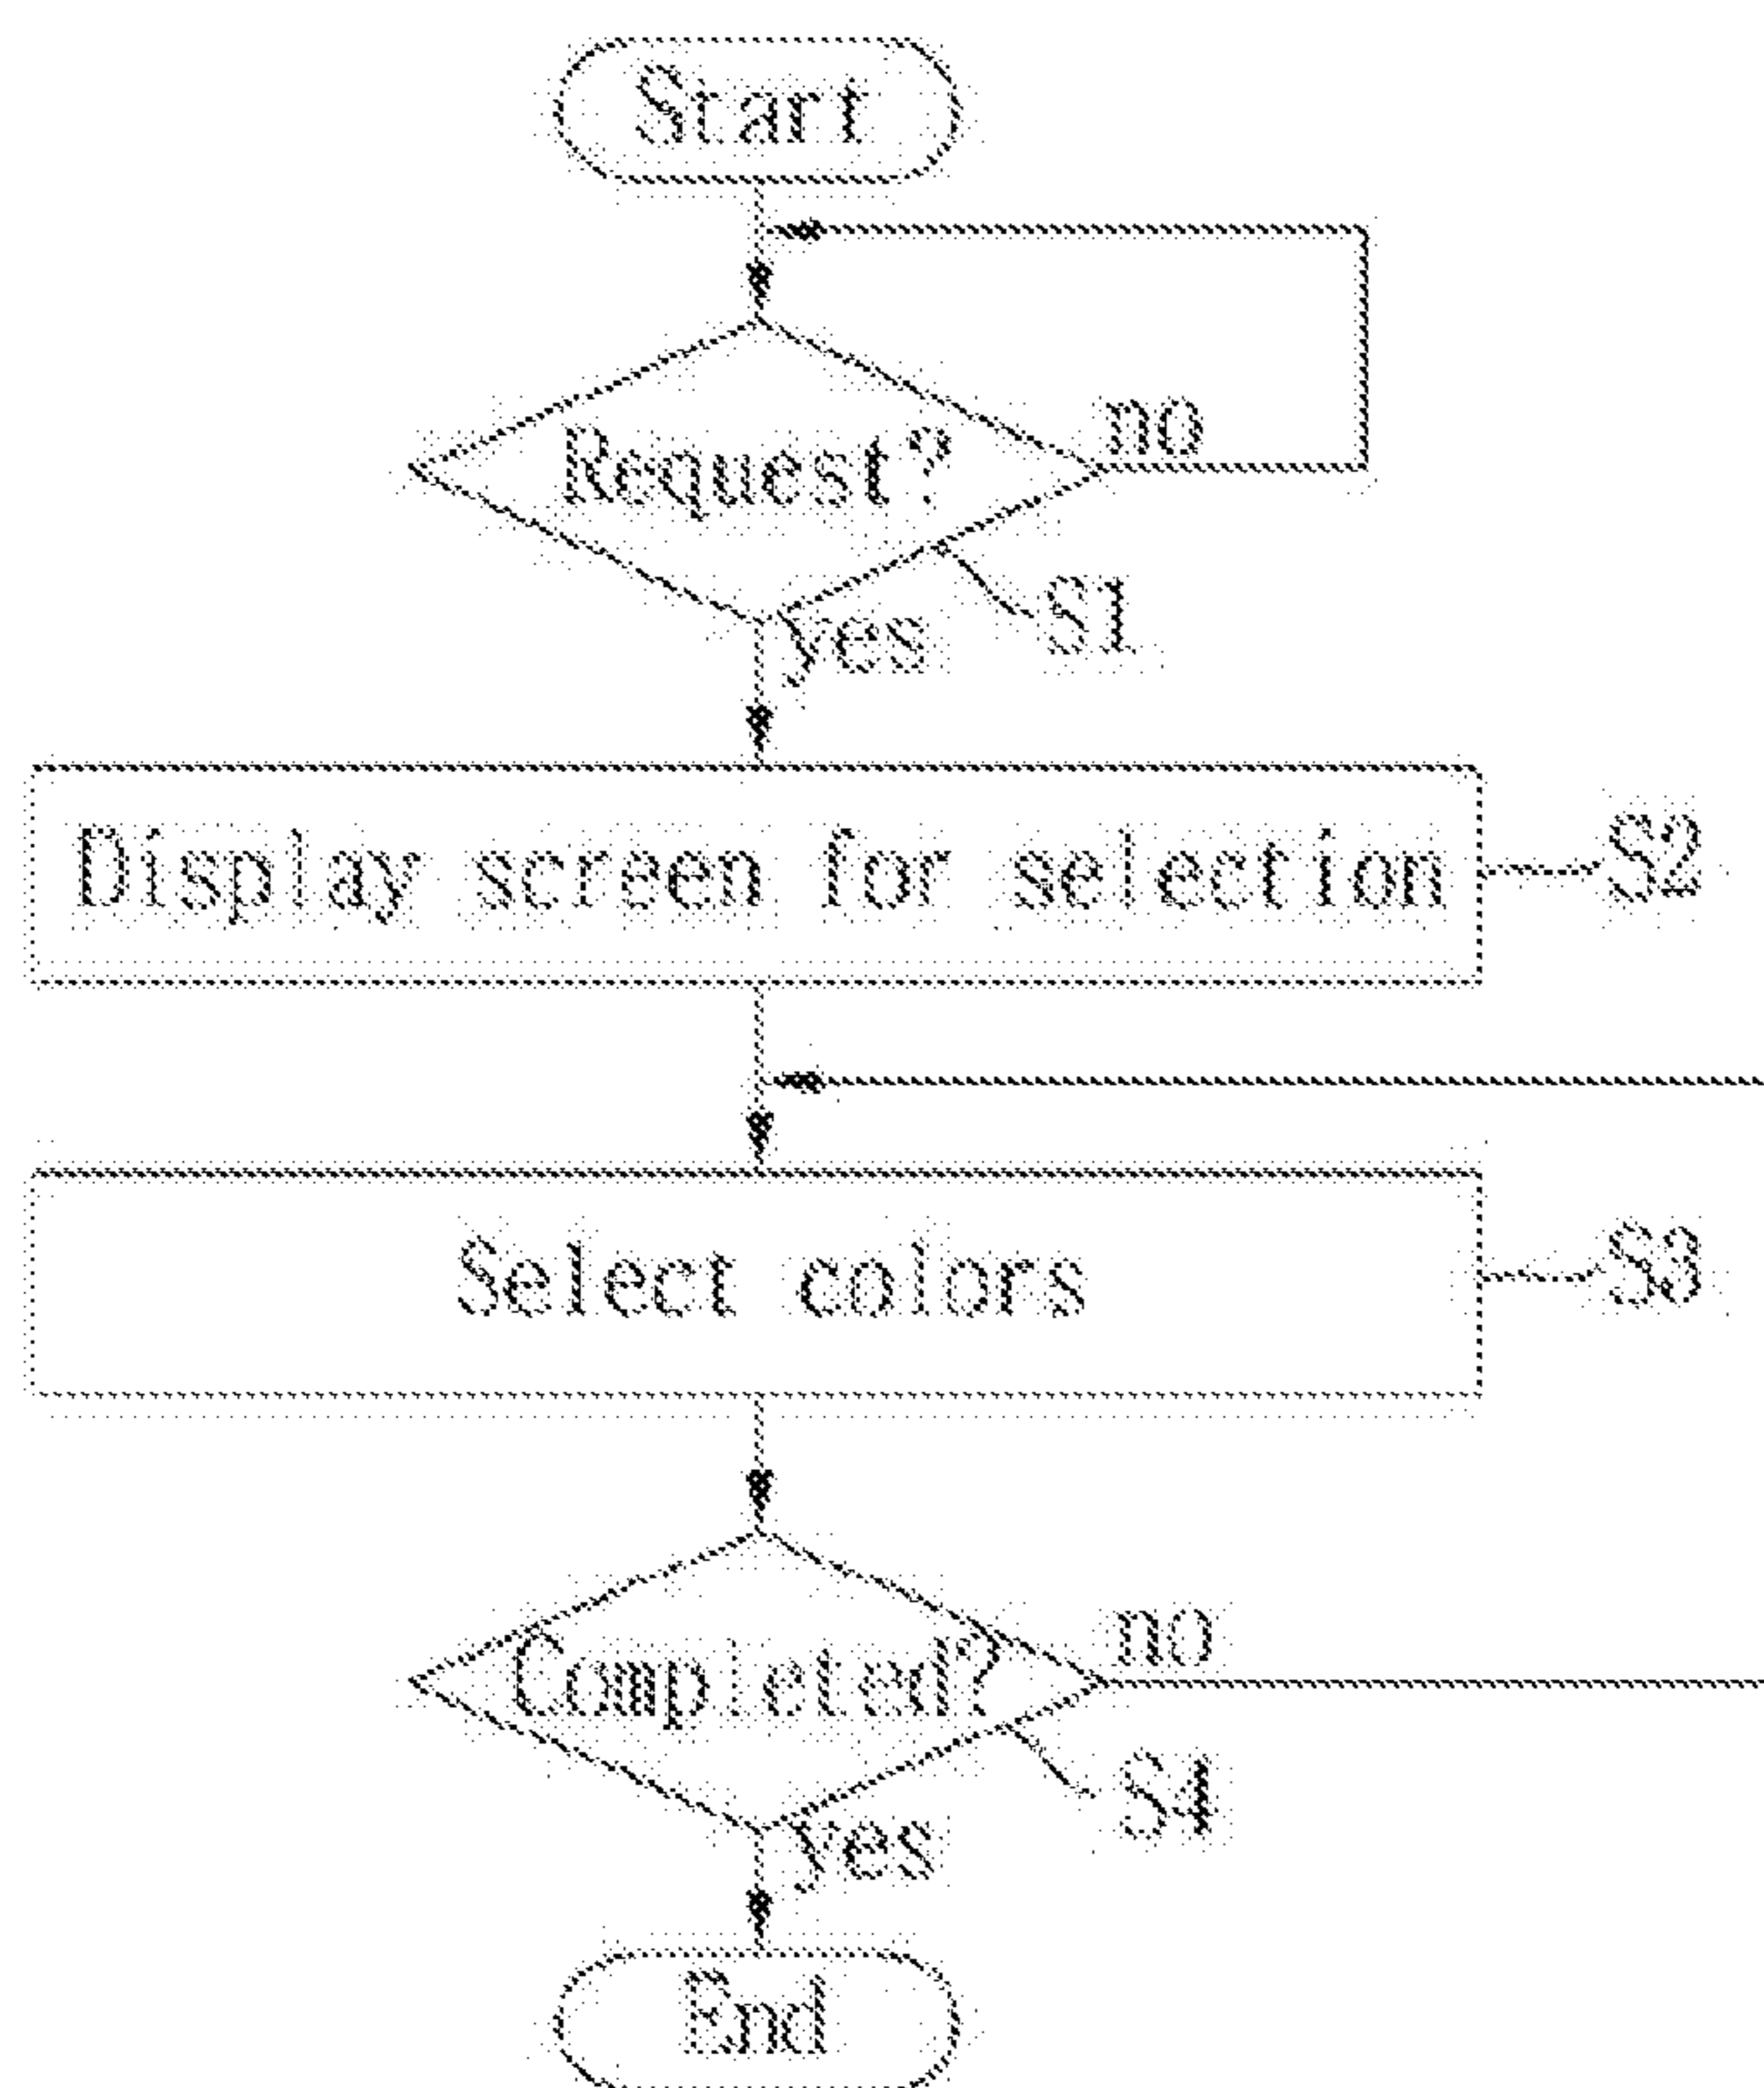 Start
no
Request?
S1
yes
Display screen for selection
S2
Select colors
S3
no
Completed?
S4
yes
End